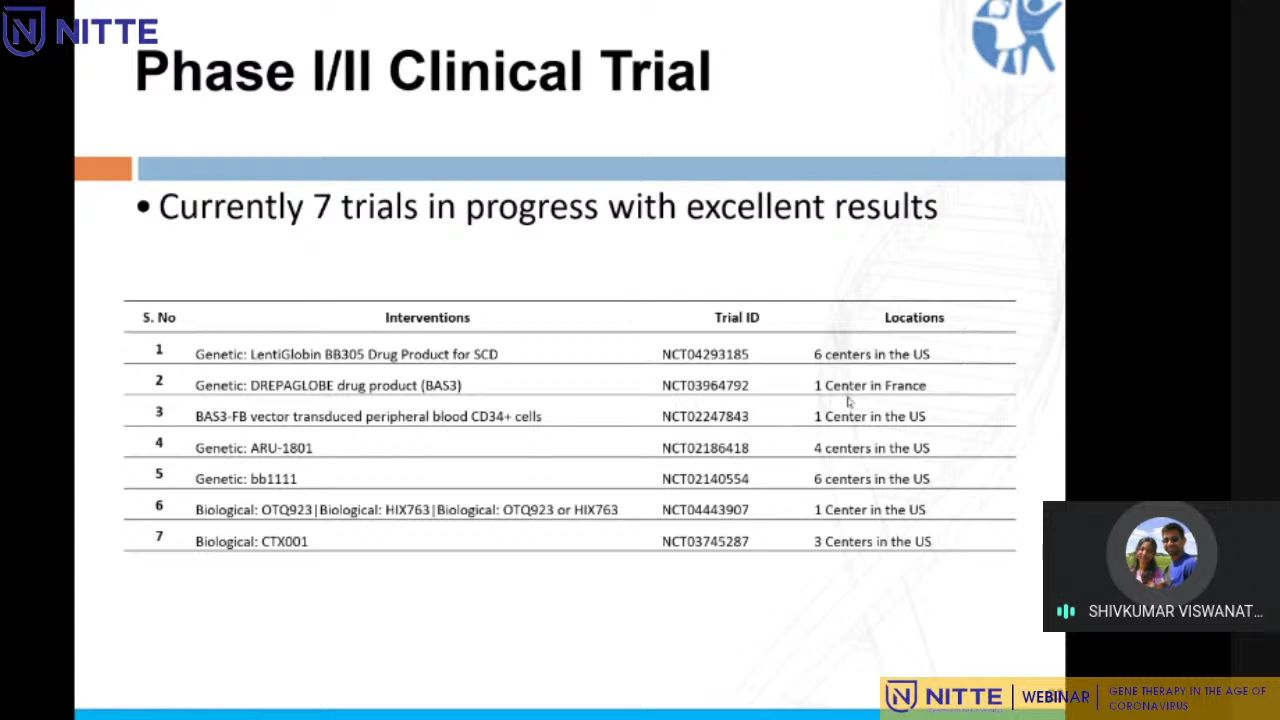 NITTE
Phase I/II Clinical Trial
• Currently 7 trials in progress with excellent results
S. No Interventions Trial ID Locations
1 Genetic: LentiGlobin BB305 Drug Product for SCD NCT04293185 6 centers in the US
2 Genetic: DREPAGLOBE drug product (BAS3) NCT03964792 1 Center in France
3 BAS3-FB vector transduced peripheral blood CD34+ cells NCT02247843 1 Center in the US
4 Genetic: ARU-1801 NCT02186418 4 centers in the US
5 Genetic: bb1111 NCT02140554 6 centers in the US
6 Biological: OTQ923|Biological: HIX763|Biological: OTQ923 or HIX763 NCT04443907 1 Center in the US
7 Biological: CTX001 NCT03745287 3 Centers in the US
SHIVKUMAR VISWANAT...
NITTE WEBINAR GENE THERAPY IN THE AGE OF
CORONAVIRUS